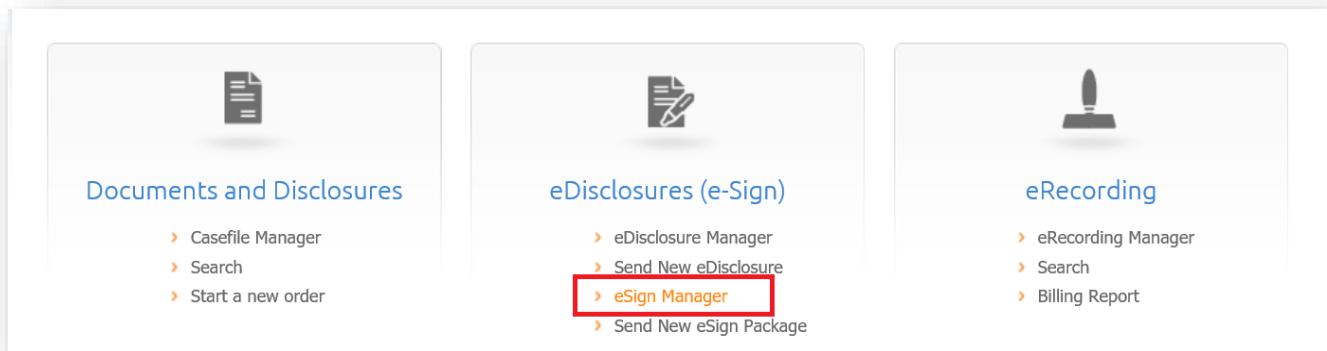 Documents and Disclosures
Casefile Manager
Search
Start a new order
eDisclosures (e-Sign)
eDisclosure Manager
Send New eDisclosure
eSign Manager
Send New eSign Package
eRecording
eRecording Manager
Search
Billing Report